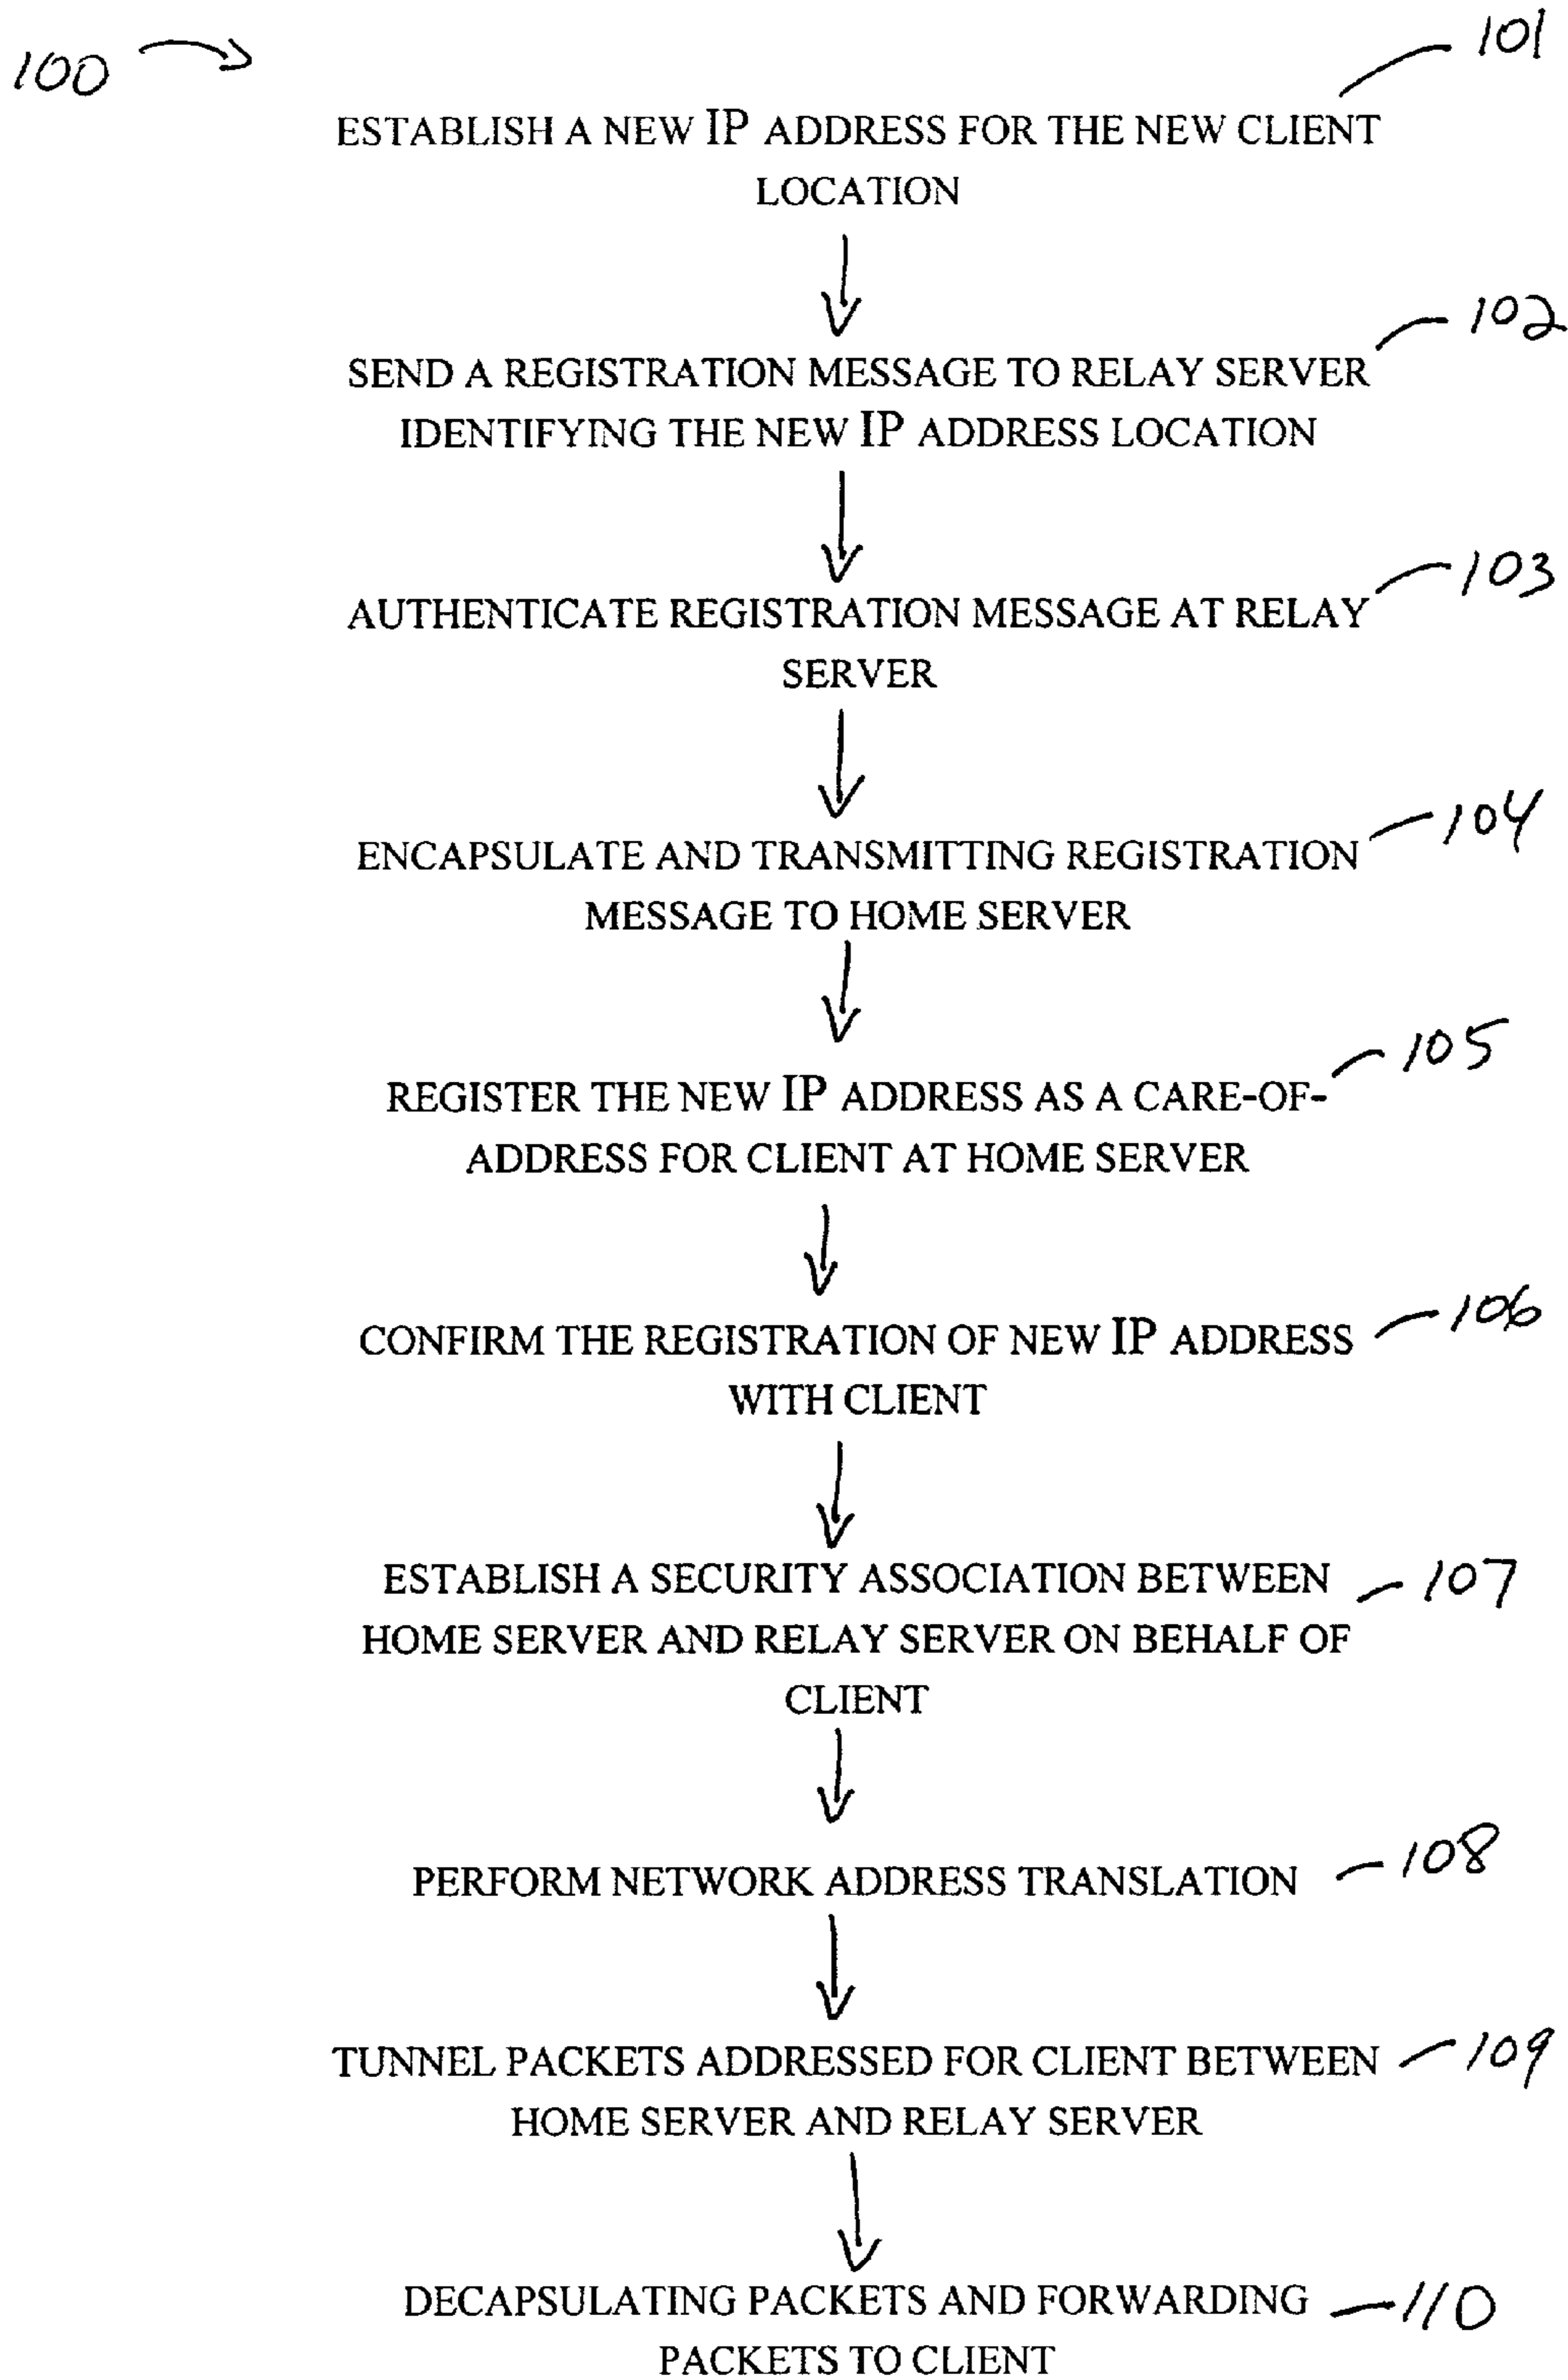 100
101
ESTABLISH A NEW IP ADDRESS FOR THE NEW CLIENT
LOCATION
102
SEND A REGISTRATION MESSAGE TO RELAY SERVER
IDENTIFYING THE NEW IP ADDRESS LOCATION
103
AUTHENTICATE REGISTRATION MESSAGE AT RELAY
SERVER
104
ENCAPSULATE AND TRANSMITTING REGISTRATION
MESSAGE TO HOME SERVER
105
REGISTER THE NEW IP ADDRESS AS A CARE-OF-
ADDRESS FOR CLIENT AT HOME SERVER
106
CONFIRM THE REGISTRATION OF NEW IP ADDRESS
WITH CLIENT
107
ESTABLISH A SECURITY ASSOCIATION BETWEEN
HOME SERVER AND RELAY SERVER ON BEHALF OF
CLIENT
108
PERFORM NETWORK ADDRESS TRANSLATION
109
TUNNEL PACKETS ADDRESSED FOR CLIENT BETWEEN
HOME SERVER AND RELAY SERVER
110
DECAPSULATING PACKETS AND FORWARDING
PACKETS TO CLIENT